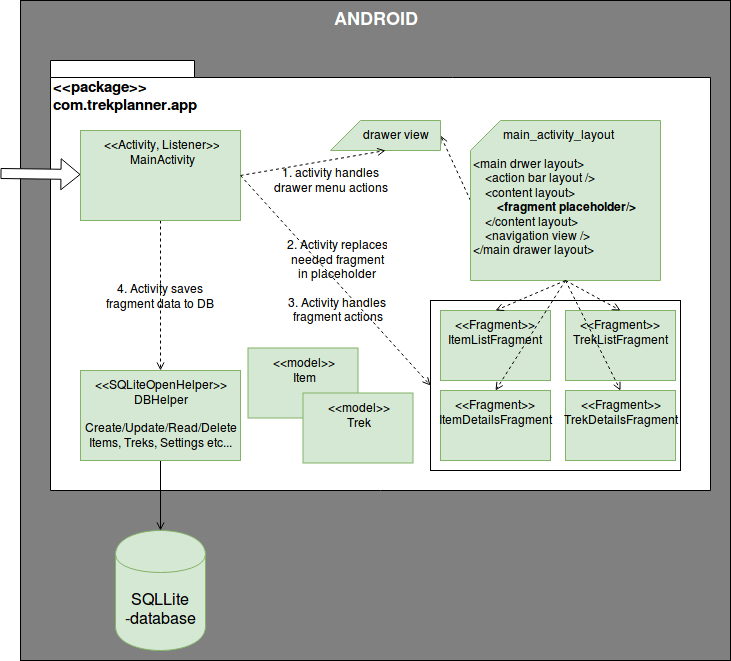 ANDROID
<<package>>
com.trekplanner.app
<<Activity, Listener>>
MainActivity
drawer view
main_activity_layout
<main drwer layout>
<action bar layout />
<content layout>
<fragment placeholder/>
</content layout>
<navigation view />
</main drawer layout>
1. activity handles
drawer menu actions
2. Activity replaces
needed fragment
in placeholder
3. Activity handles
fragment actions
4. Activity saves
fragment data to DB
<<Fragment>>
ItemListFragment
<<Fragment>>
TrekListFragment
<<Fragment>>
ItemDetailsFragment
<<Fragment>>
TrekDetailsFragment
<<model>>
Item
<<model>>
Trek
<<SQLiteOpenHelper>>
DBHelper
Create/Update/Read/Delete
Items, Treks, Settings etc...
SQLLite
-database